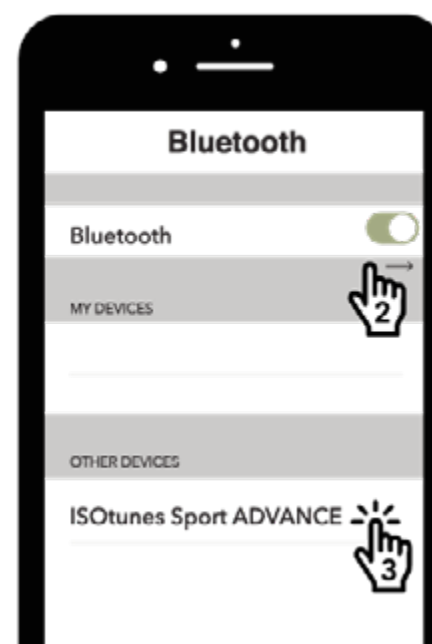 Bluetooth
Bluetooth
2
MY DEVICES
OTHER DEVICES
ISOtunes Sport ADVANCE
3